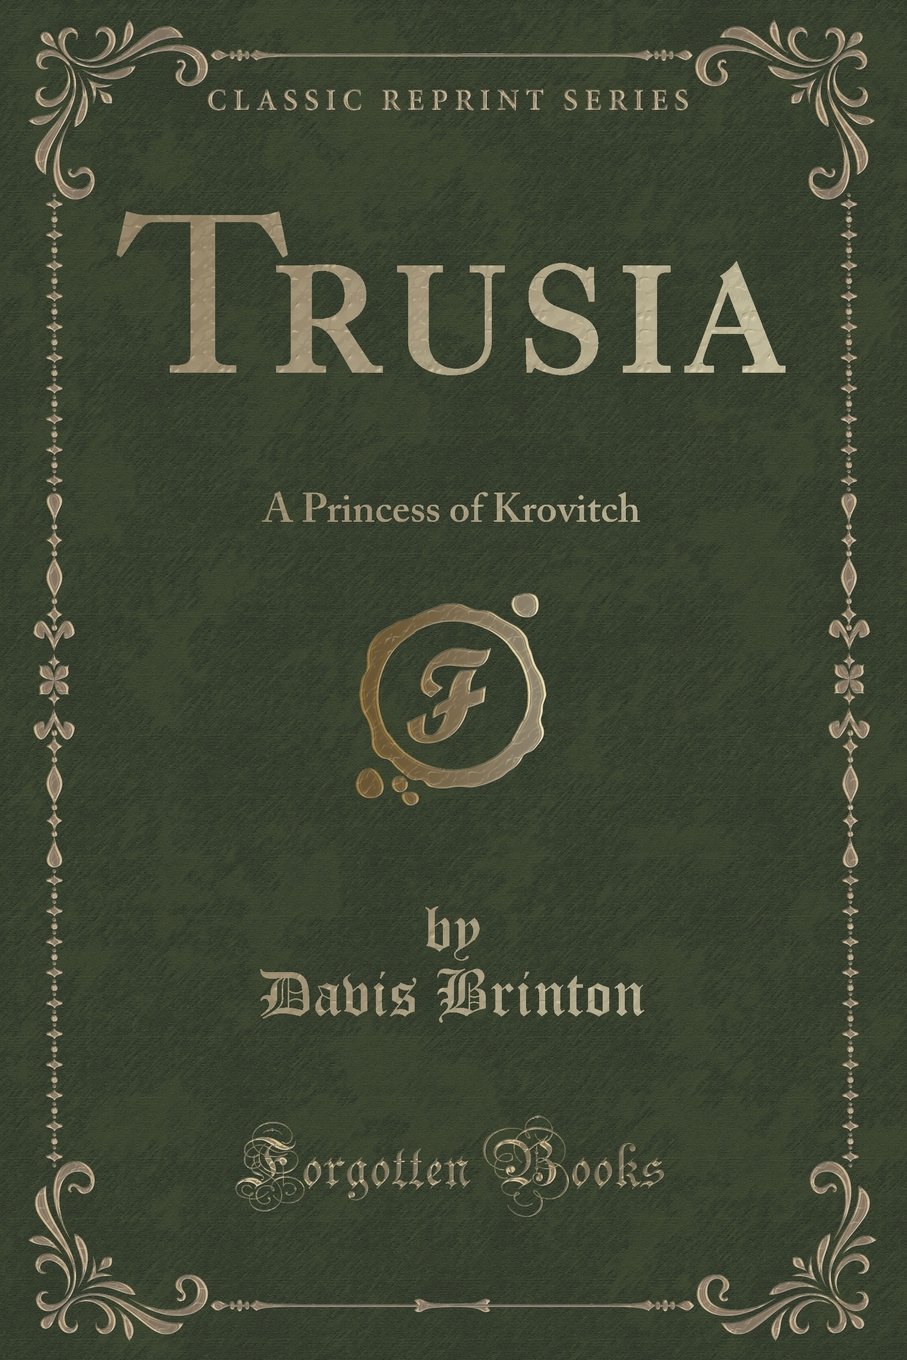 CLASSIC REPRINT SERIES
TRUSIA
A Princess of Krovitch
F
by
Davis Brinton
Forgotten Books